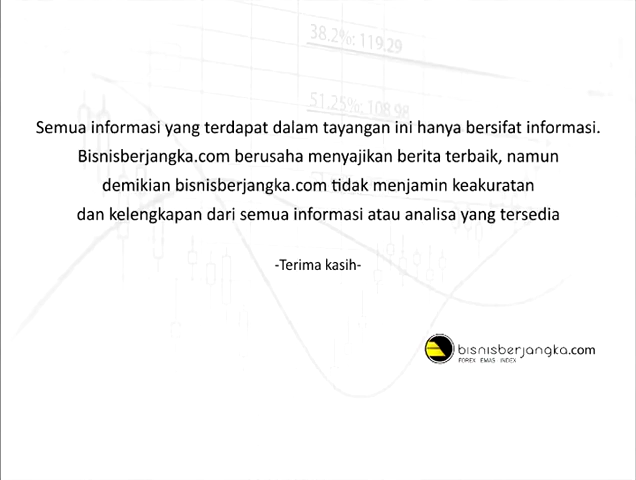 38.2%: 119.29
51.25%: 108.98
Semua informasi yang terdapat dalam tayangan ini hanya bersifat informasi.
Bisnisberjangka.com berusaha menyajikan berita terbaik, namun
demikian bisnisberjangka.com tidak menjamin keakuratan
dan kelengkapan dari semua informasi atau analisa yang tersedia
-Terima kasih-
bisnisberjangka.com
FOREX EMAS INDEX